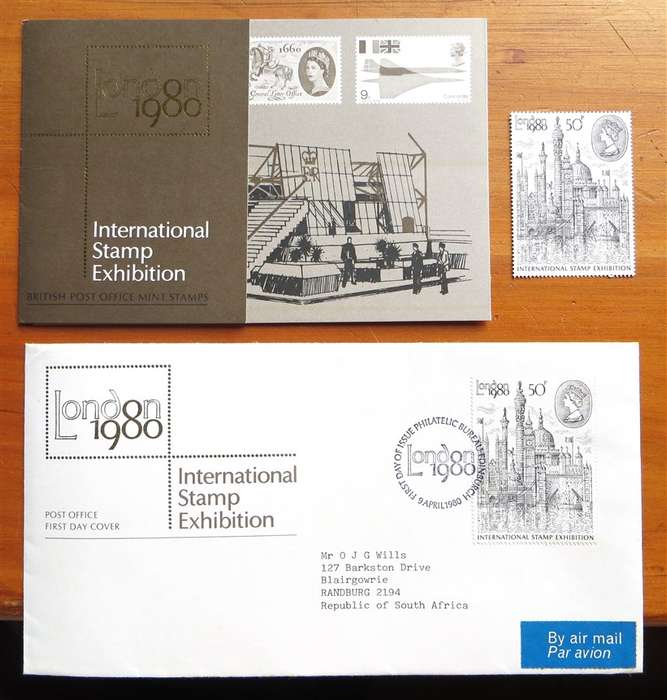 London
1980
International
Stamp
Exhibition
BRITISH POST OFFICE MINT STAMPS
1660
General Letter Office
9p
Concorde
London
1980
50P
INTERNATIONAL STAMP EXHIBITION
London
1980
International
Stamp
Exhibition
POST OFFICE
FIRST DAY COVER
FIRST DAY OF ISSUE PHILATELIC BUREAU EDINBURGH
London
1980
9 APRIL 1980
London
1980
50P
INTERNATIONAL STAMP EXHIBITION
Mr O J G Wills
127 Barkston Drive
Blairgowrie
RANDBURG 2194
Republic of South Africa
By air mail
Par avion